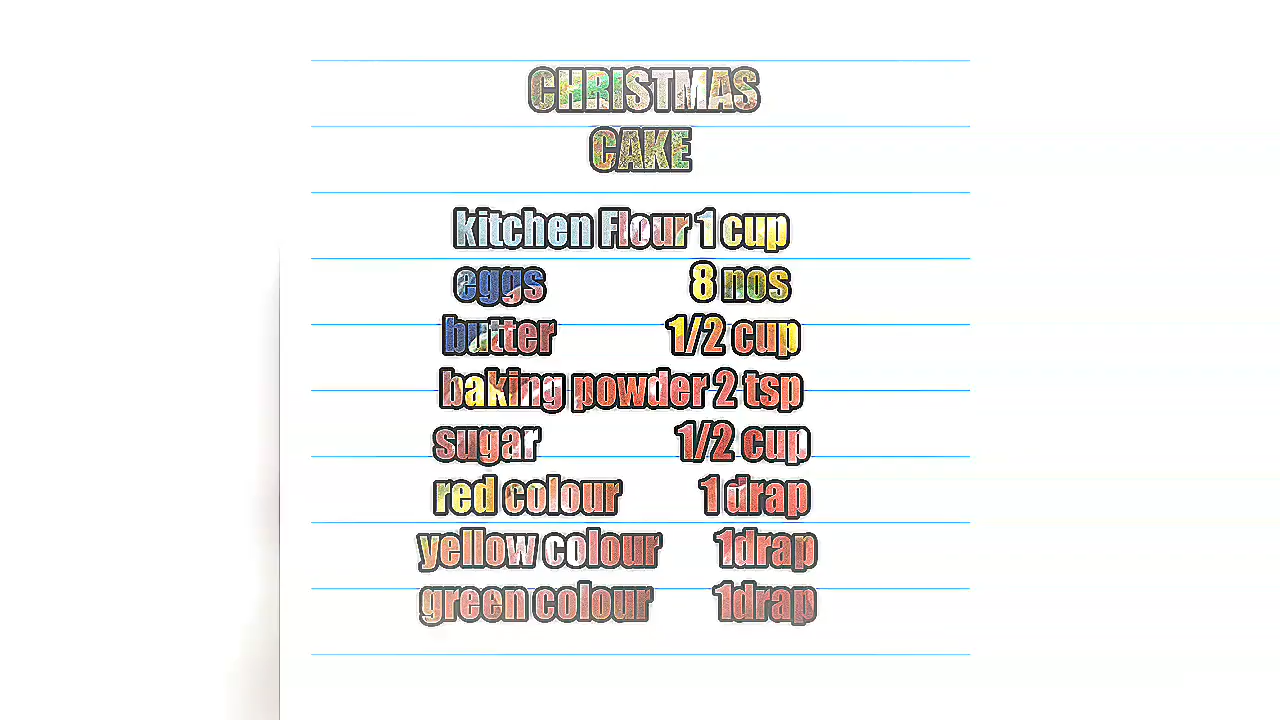 CHRISTMAS
CAKE
kitchen Flour 1 cup
eggs 8 nos
butter 1/2 cup
baking powder 2 tsp
sugar 1/2 cup
red colour 1 drap
yellow colour 1drap
green colour 1drap